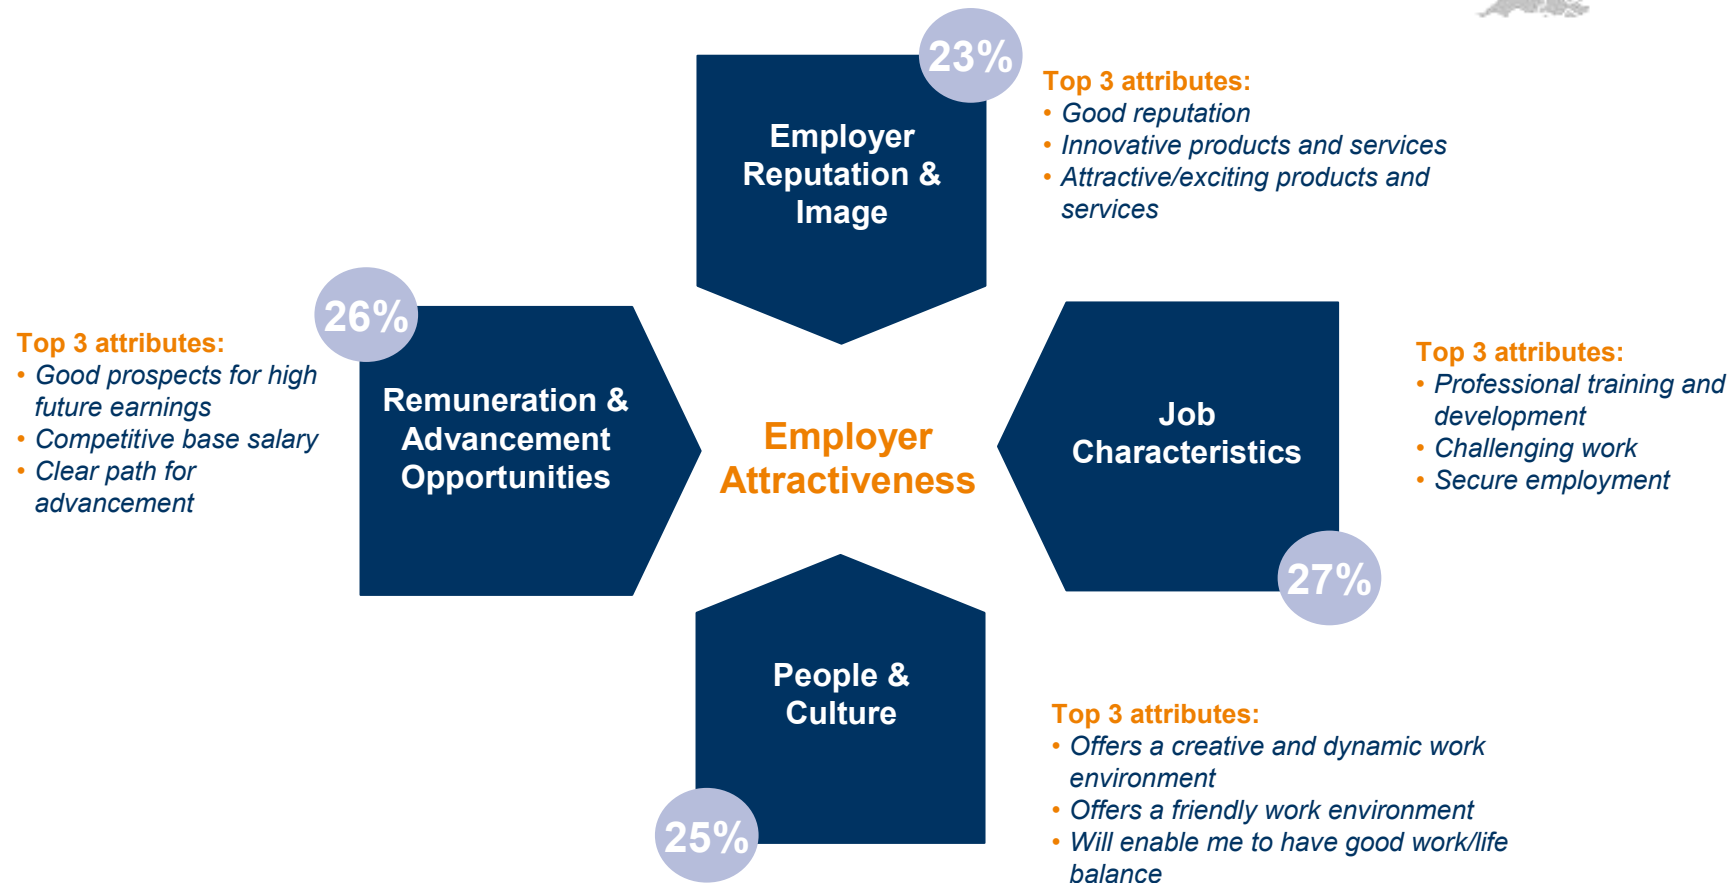 23%
Employer
Reputation &
Image
Top 3 attributes:
• Good reputation
• Innovative products and services
• Attractive/exciting products and
services
26%
Remuneration &
Advancement
Opportunities
Top 3 attributes:
• Good prospects for high
future earnings
• Competitive base salary
• Clear path for
advancement
Employer
Attractiveness
Job
Characteristics
27%
Top 3 attributes:
• Professional training and
development
• Challenging work
• Secure employment
People &
Culture
25%
Top 3 attributes:
• Offers a creative and dynamic work
environment
• Offers a friendly work environment
• Will enable me to have good work/life
balance